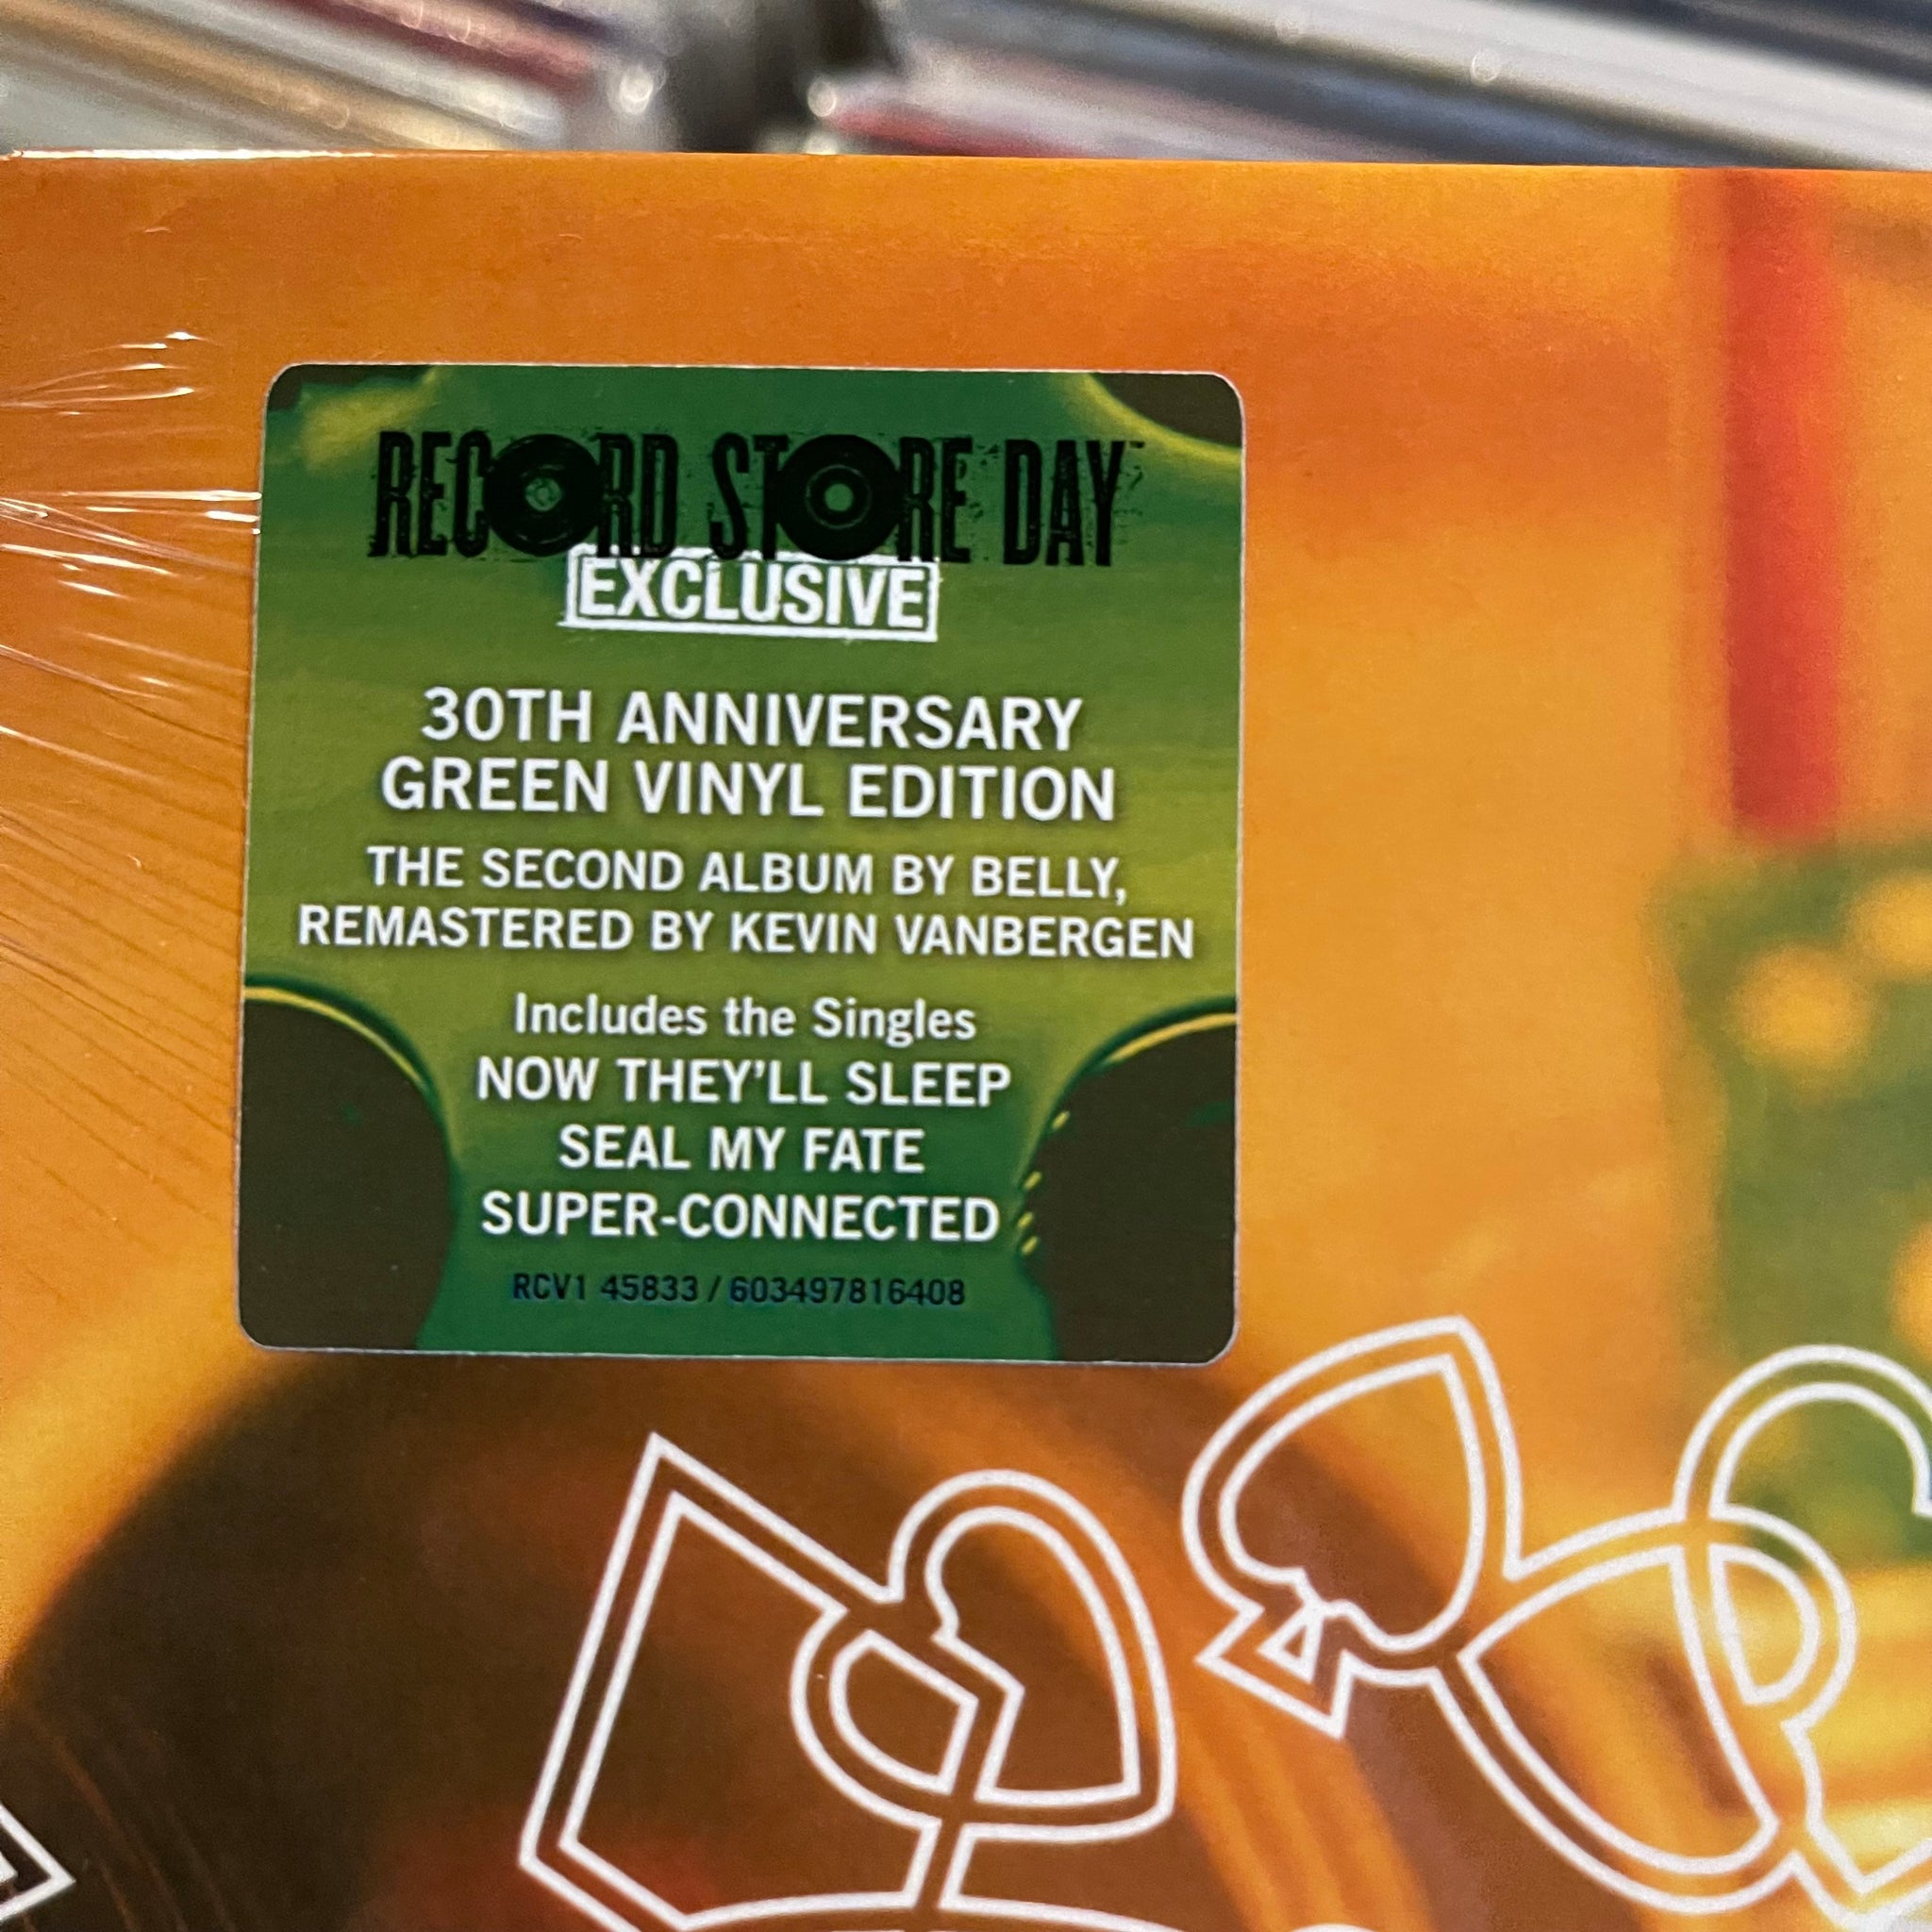 RECORD STORE DAY™
EXCLUSIVE
30TH ANNIVERSARY
GREEN VINYL EDITION
THE SECOND ALBUM BY BELLY,
REMASTERED BY KEVIN VANBERGEN
Includes the Singles
NOW THEY'LL SLEEP
SEAL MY FATE
SUPER-CONNECTED
RCV1 45833 / 603497816408